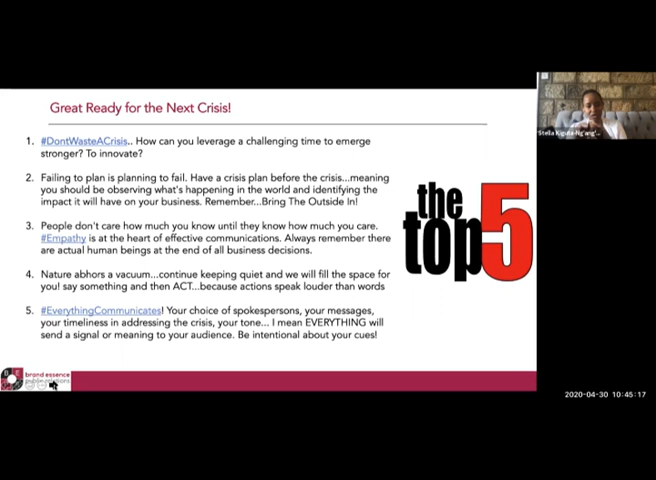 Great Ready for the Next Crisis!
1. #DontWasteACrisis.. How can you leverage a challenging time to emerge
stronger? To innovate?
2. Failing to plan is planning to fail. Have a crisis plan before the crisis...meaning
you should be observing what's happening in the world and identifying the
impact it will have on your business. Remember...Bring The Outside In!
3. People don't care how much you know until they know how much you care.
#Empathy is at the heart of effective communications. Always remember there
are actual human beings at the end of all business decisions.
4. Nature abhors a vacuum...continue keeping quiet and we will fill the space for
you! say something and then ACT...because actions speak louder than words
5. #EverythingCommunicates! Your choice of spokespersons, your messages,
your timeliness in addressing the crisis, your tone... I mean EVERYTHING will
send a signal or meaning to your audience. Be intentional about your cues!
the
top5
Stella Kiguta-Ng'ang'...
brand essence
2020-04-30 10:45:17